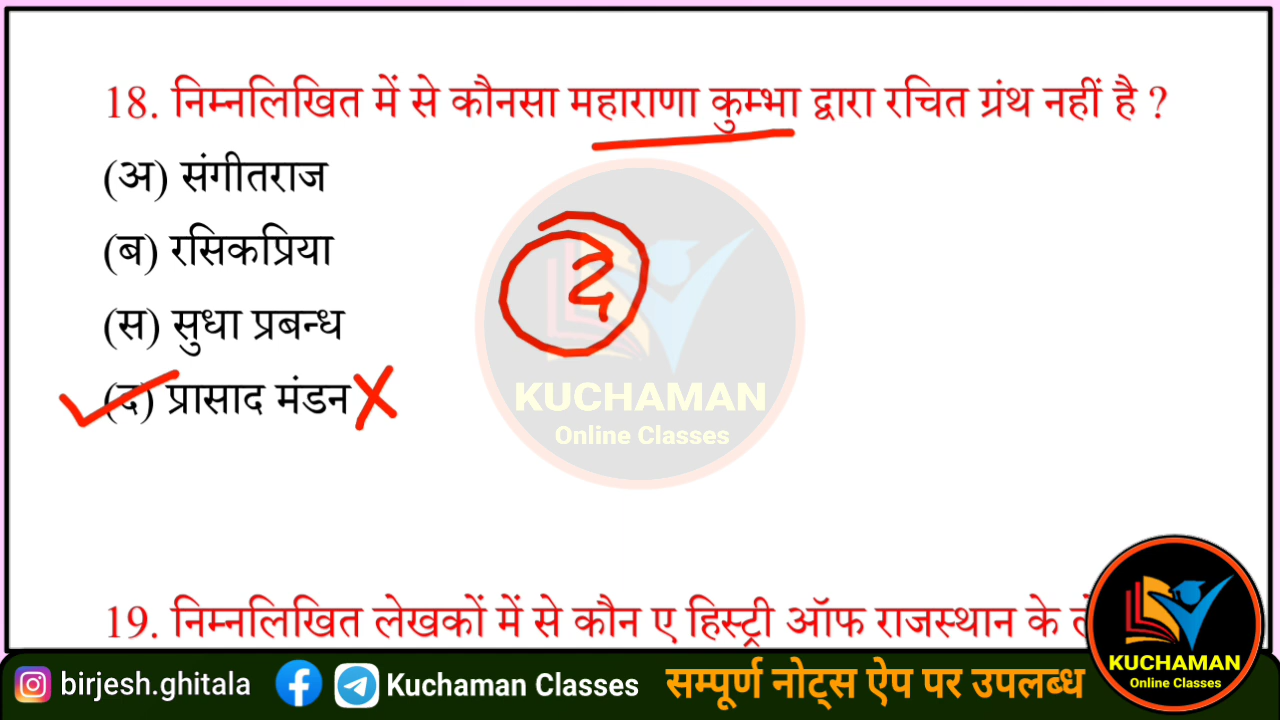 18. निम्नलिखित में से कौनसा महाराणा कुम्भा द्वारा रचित ग्रंथ नहीं है ?
(अ) संगीतराज
(ब) रसिकप्रिया
(स) सुधा प्रबन्ध
(द) प्रासाद मंडन
द
KUCHAMAN
Online Classes
19. निम्नलिखित लेखकों में से कौन ए हिस्ट्री ऑफ राजस्थान के
KUCHAMAN
Online Classes
birjesh.ghitala Kuchaman Classes सम्पूर्ण नोट्स ऐप पर उपलब्ध